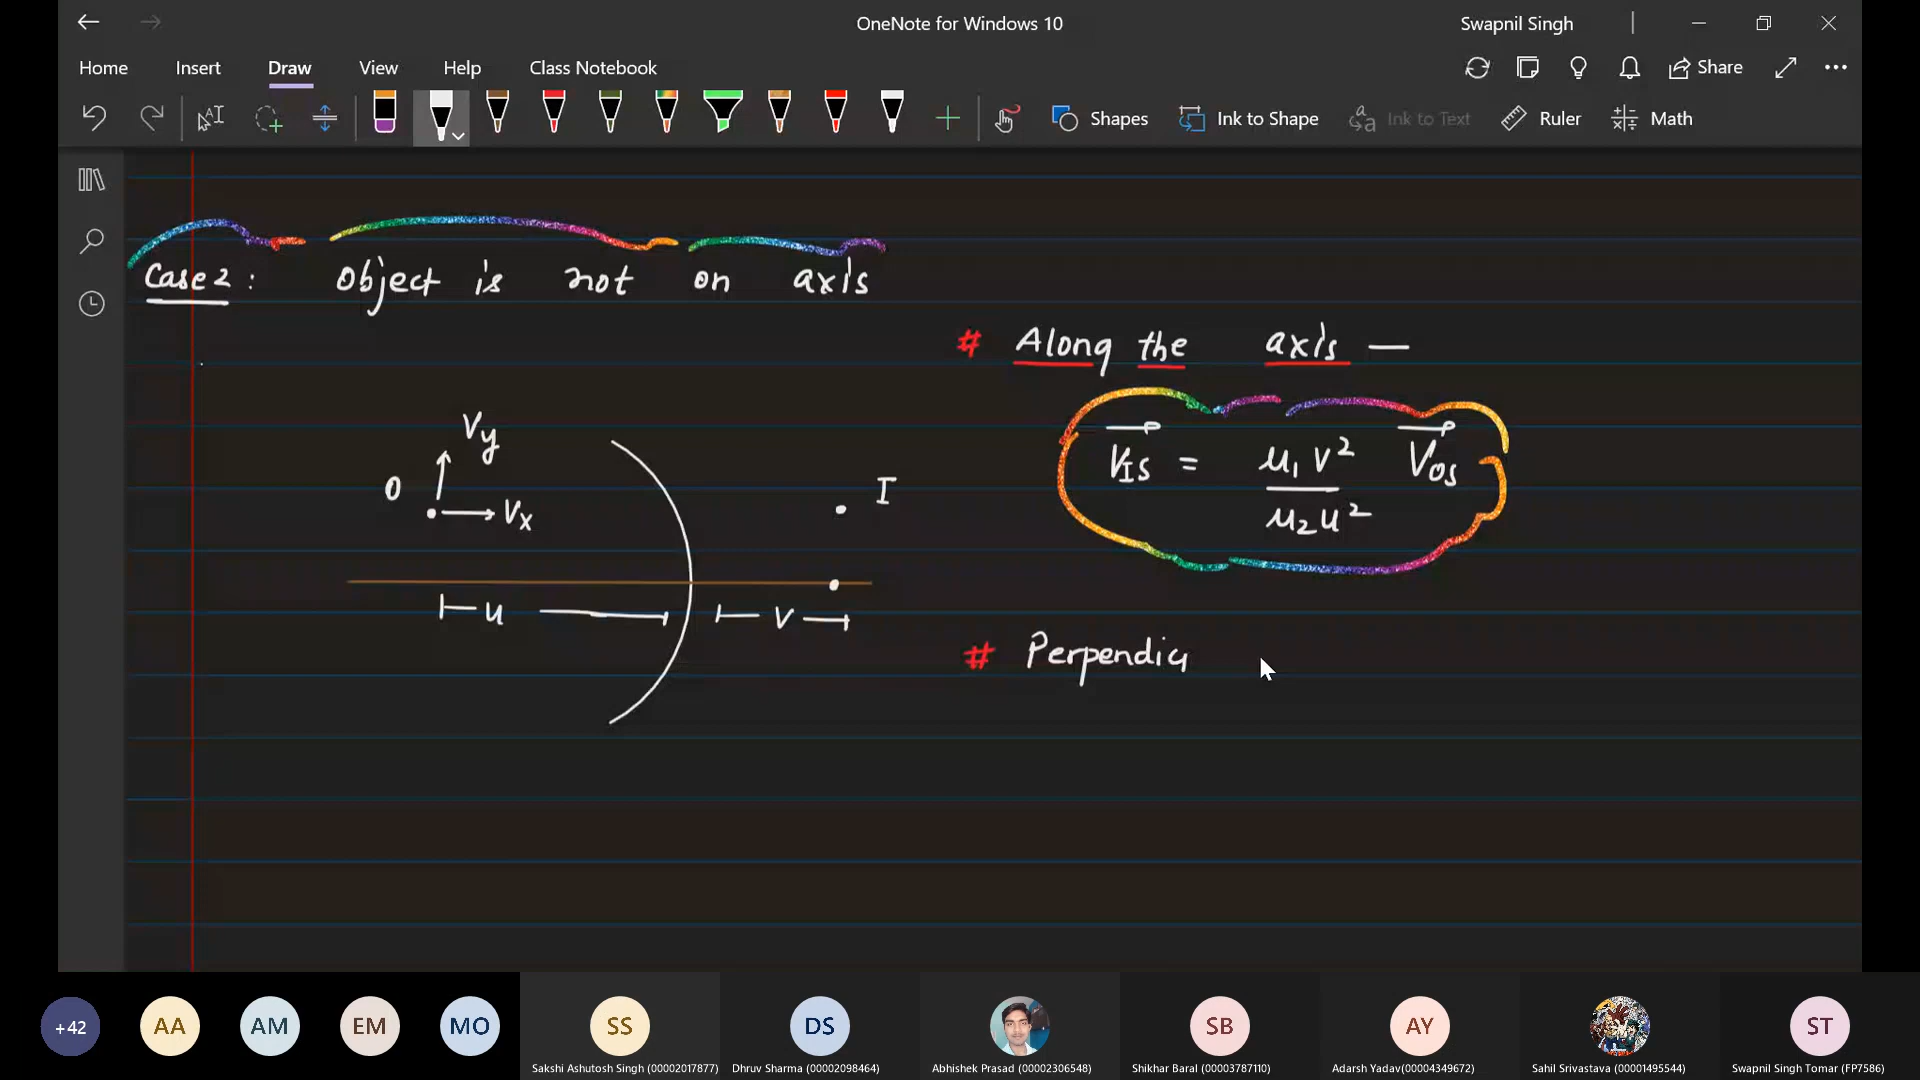 OneNote for Windows 10
Swapnil Singh
Home Insert Draw View Help Class Notebook
Share
Shapes Ink to Shape Ink to Text Ruler Math
Case 2 : object is not on axis
# Along the axis —
Vy
O
Vx
I
V_IS = μ₁ v² / μ₂ u² V_OS
u
v
# Perpendicu
+42 AA AM EM MO SS DS SB AY ST
Sakshi Ashutosh Singh (00002017877) Dhruv Sharma (00002098464) Abhishek Prasad (00002306548) Shikhar Baral (00003787110) Adarsh Yadav(00004349672) Sahil Srivastava (00001495544) Swapnil Singh Tomar (FP7586)